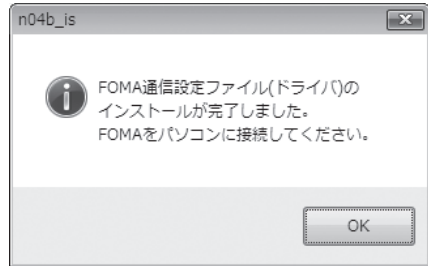 n04b_is
FOMA通信設定ファイル(ドライバ)の
インストールが完了しました。
FOMAをパソコンに接続してください。
OK